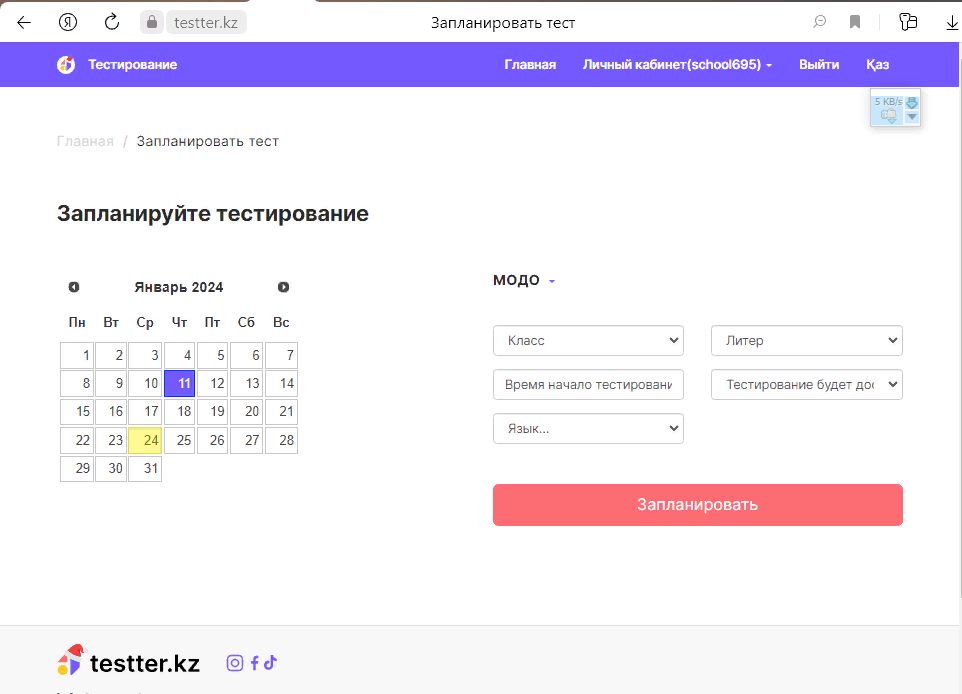 testter.kz Запланировать тест
Тестирование Главная Личный кабинет(school695) Выйти Қаз
5 KB/s
Главная / Запланировать тест
Запланируйте тестирование
Январь 2024
Пн Вт Ср Чт Пт Сб Вс
1 2 3 4 5 6 7
8 9 10 11 12 13 14
15 16 17 18 19 20 21
22 23 24 25 26 27 28
29 30 31
МОДО
Класс Литер
Время начало тестировани Тестирование будет дос
Язык...
Запланировать
testter.kz